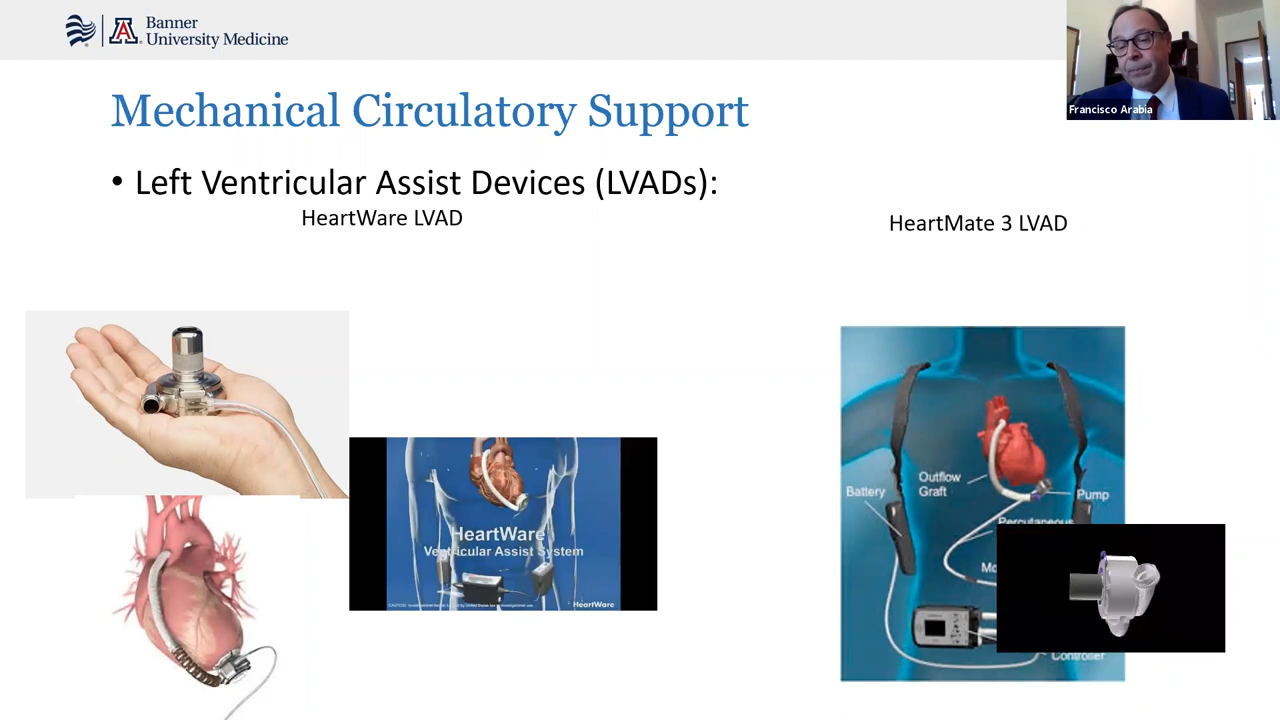 Banner
University Medicine
Francisco Arabia
Mechanical Circulatory Support
• Left Ventricular Assist Devices (LVADs):
HeartWare LVAD
HeartMate 3 LVAD
HeartWare
Ventricular Assist System
HeartWare
Outflow
Graft
Battery
Pump
Percutaneous
Mo
Controller